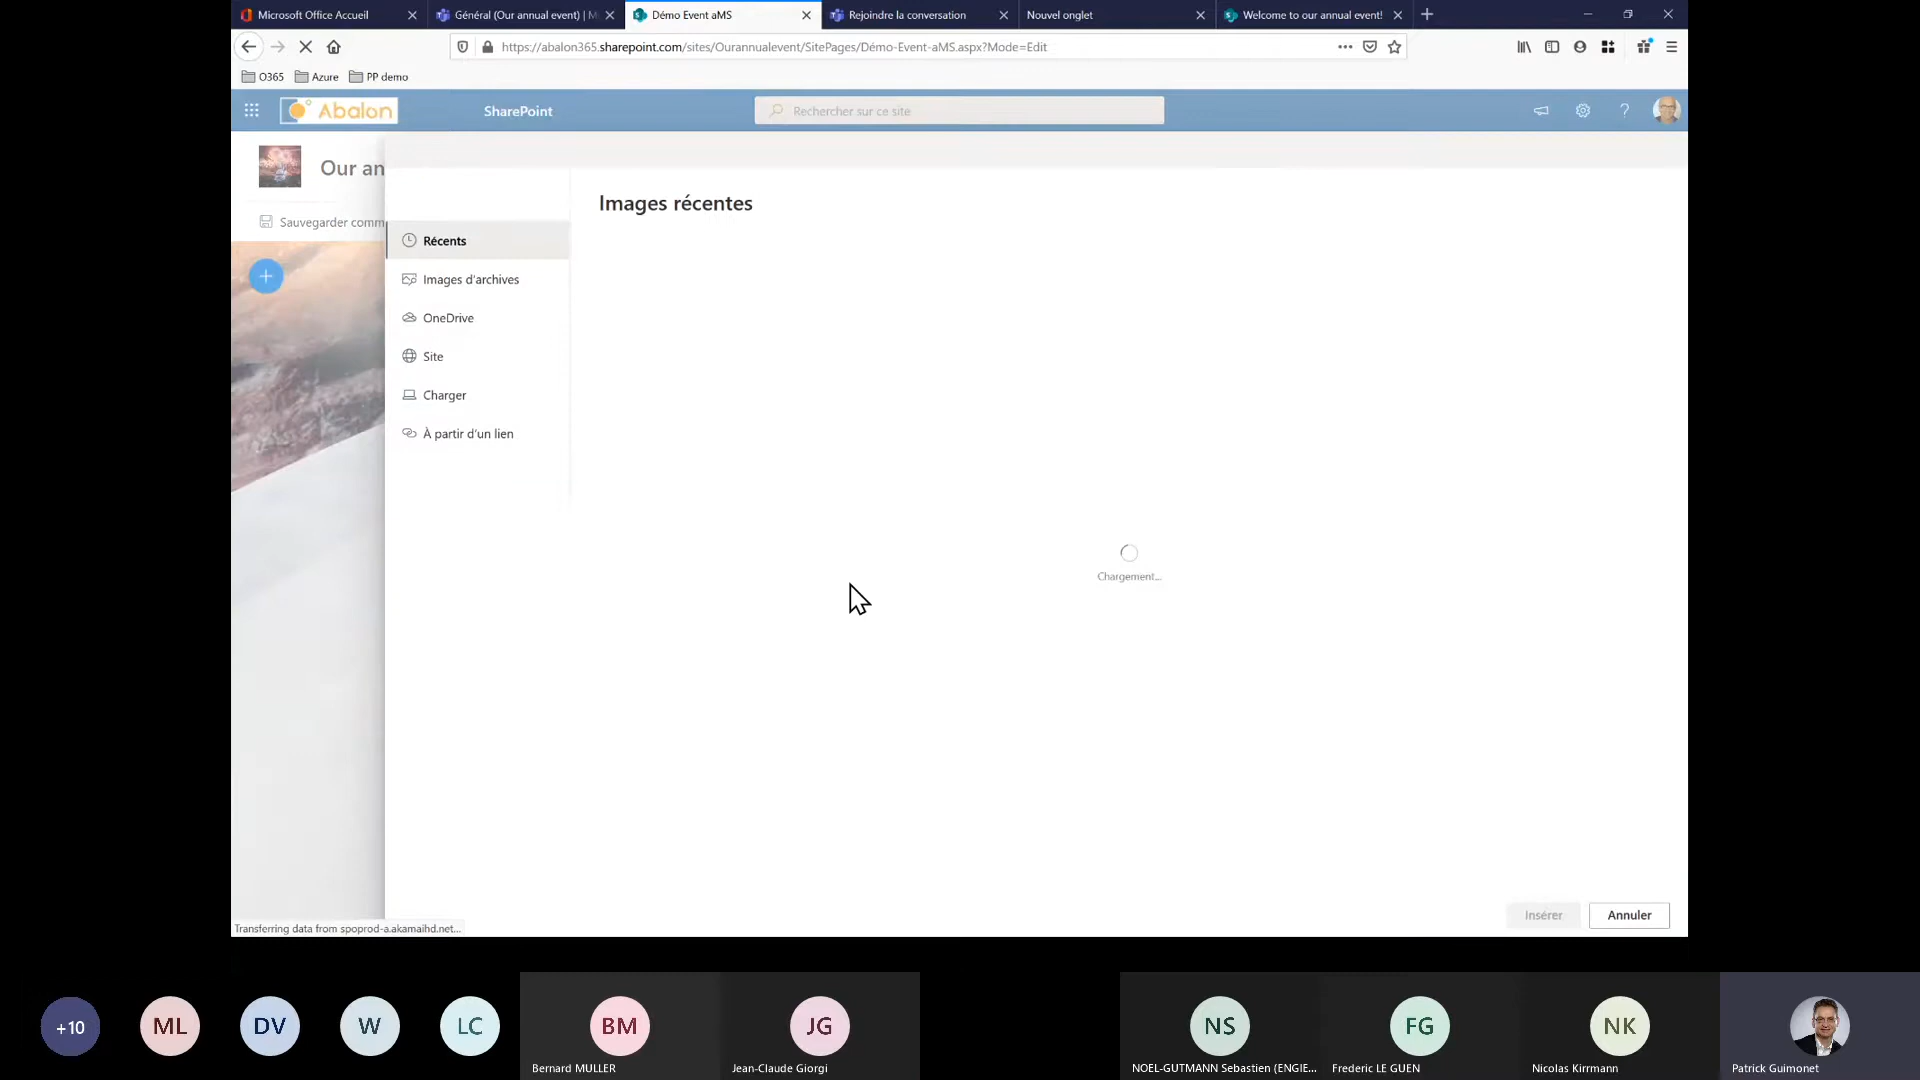 Microsoft Office Accueil
Général (Our annual event) | M
Démo Event aMS
Rejoindre la conversation
Nouvel onglet
Welcome to our annual event!
https://abalon365.sharepoint.com/sites/Ourannualevent/SitePages/Démo-Event-aMS.aspx?Mode=Edit
O365
Azure
PP demo
Abalon
SharePoint
Rechercher sur ce site
Our an
Sauvegarder comm
Images récentes
Récents
Images d'archives
OneDrive
Site
Charger
À partir d'un lien
Chargement...
Insérer
Annuler
Transferring data from spoprod-a.akamaihd.net...
+10
ML
DV
W
LC
BM
JG
NS
FG
NK
Bernard MULLER
Jean-Claude Giorgi
NOEL-GUTMANN Sebastien (ENGIE...
Frederic LE GUEN
Nicolas Kirrmann
Patrick Guimonet